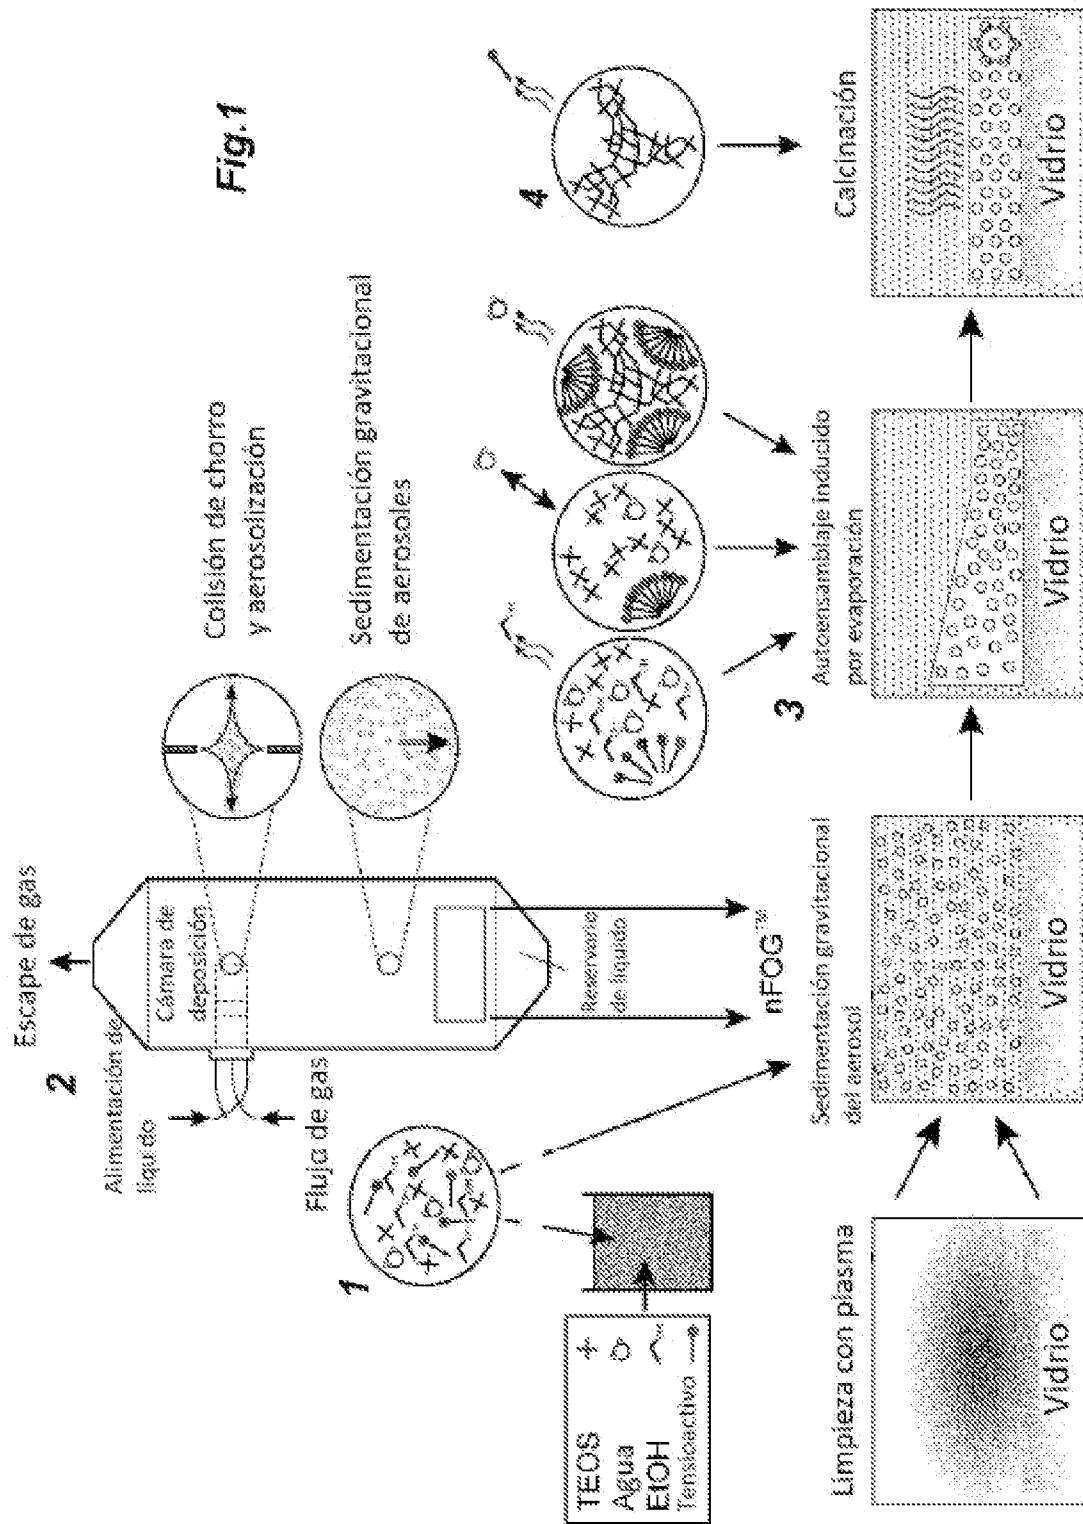 Fig.1
Escape de gas
2
Alimentación de
líquido
Cámara de
deposición
Flujo de gas
Colisión de chorro
y aerosolización
Sedimentación gravitacional
de aerosoles
Reservorio
de líquido
nFOG™
1
TEOS
Agua
EtOH
Tensioactivo
3
4
Limpieza con plasma
Vidrio
Sedimentación gravitacional
del aerosol
Autoensamblaje inducido
por evaporación
Vidrio
Calcinación
Vidrio